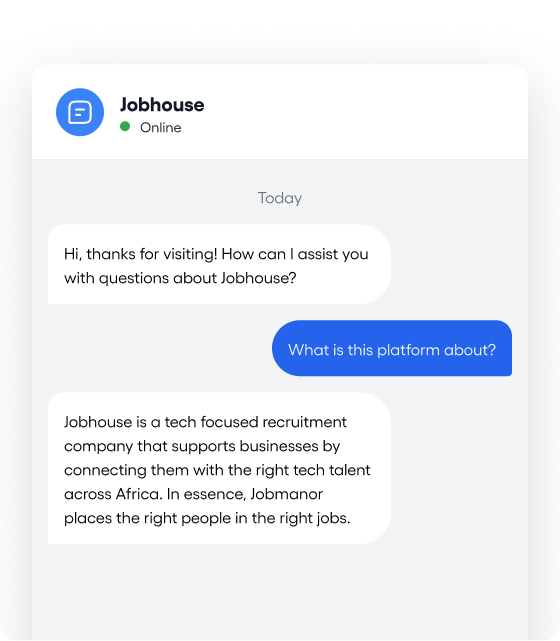 Jobhouse
Online
Today
Hi, thanks for visiting! How can I assist you
with questions about Jobhouse?
What is this platform about?
Jobhouse is a tech focused recruitment
company that supports businesses by
connecting them with the right tech talent
across Africa. In essence, Jobmanor
places the right people in the right jobs.